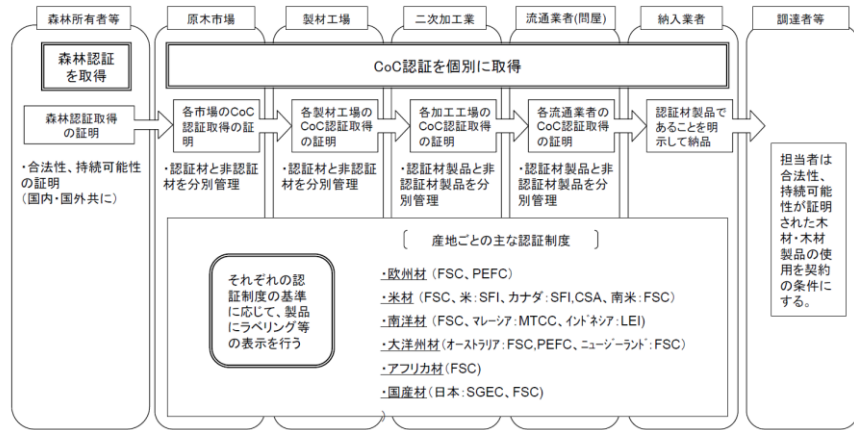 森林所有者等
原木市場
製材工場
二次加工業
流通業者(問屋)
納入業者
調達者等
森林認証
を取得
CoC認証を個別に取得
森林認証取得
の証明
各市場のCoC
認証取得の証
明
各製材工場の
CoC認証取得
の証明
各加工工場の
CoC認証取得
の証明
各流通業者の
CoC認証取得
の証明
認証材製品で
あることを明
示して納品
・合法性、持続可能性
の証明
(国内・国外共に)
・認証材と非認証
材を分別管理
・認証材と非認証
材を分別管理
・認証材製品と非
認証材製品を分
別管理
・認証材製品と非
認証材製品を分
別管理
担当者は
合法性、
持続可能
性が証明
された木
材・木材
製品の使
用を契約
の条件に
する。
それぞれの認
証制度の基準
に応じて、製品
にラベリング等
の表示を行う
〔 産地ごとの主な認証制度 〕
・欧州材(FSC、PEFC)
・米材(FSC、米:SFI、カナダ:SFI,CSA、南米:FSC)
・南洋材(FSC、マレーシア:MTCC、インドネシア:LEI)
・大洋州材(オーストラリア:FSC,PEFC、ニュージーランド:FSC)
・アフリカ材(FSC)
・国産材(日本:SGEC、FSC)